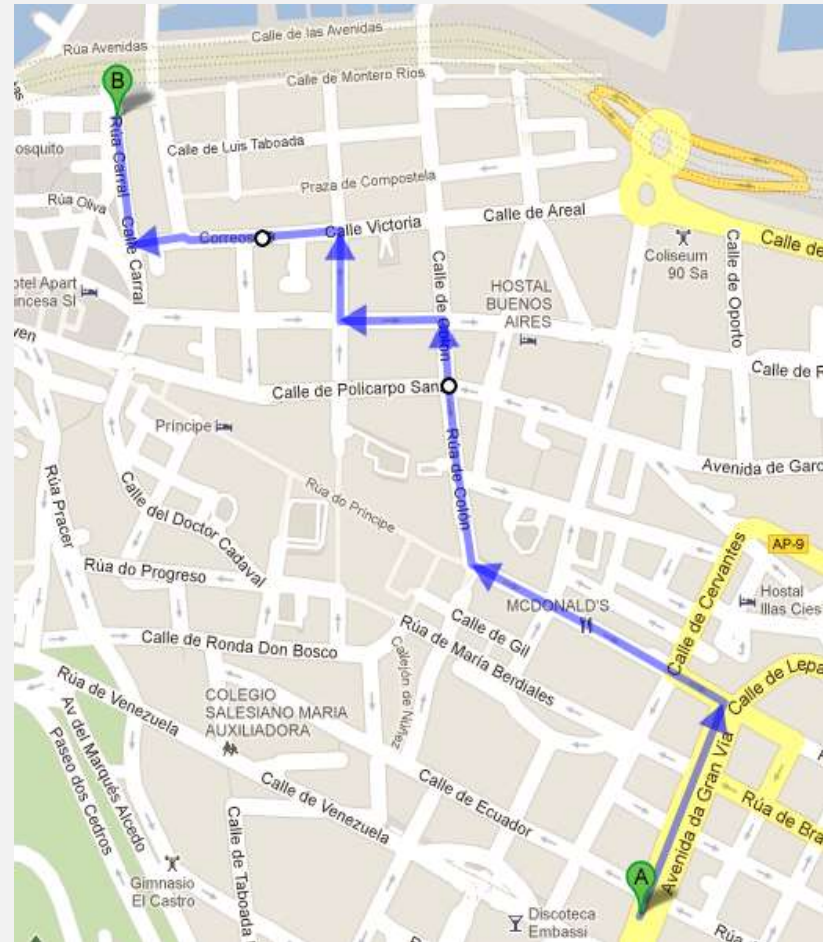 Calle de las Avenidas
Rúa Avenidas
B
Calle de Montero Ríos
Rúa Carral
Calle de Luis Taboada
osquito
Praza de Compostela
Rúa Oliva
Calle Carral
Correos
Calle Victoria
Calle de Areal
Calle de
Coliseum
90 Sa
Calle de Oporto
Calle de Colón
HOSTAL
BUENOS
AIRES
otel Apart
incesa SI
ven
Calle de Policarpo San
Calle de R
Príncipe
Rúa de Colón
Avenida de Garc
Rúa Pracer
Calle del Doctor Cadaval
Rúa do Príncipe
AP-9
Rúa do Progreso
Calle de Cervantes
MCDONALD'S
Hostal
Illas Cies
Calle de Gil
Rúa de María Berdiales
Calle de Ronda Don Bosco
Callejón de Núñez
Calle de Lepa
Rúa de Venezuela
COLEGIO
SALESIANO MARIA
AUXILIADORA
Av del Marqués Alcedo
Paseo dos Cedros
Avenida da Gran Vía
Calle de Ecuador
Calle de Venezuela
Rúa de Bra
Calle de Taboada
A
Gimnasio
El Castro
Discoteca
Embassi
Rúa